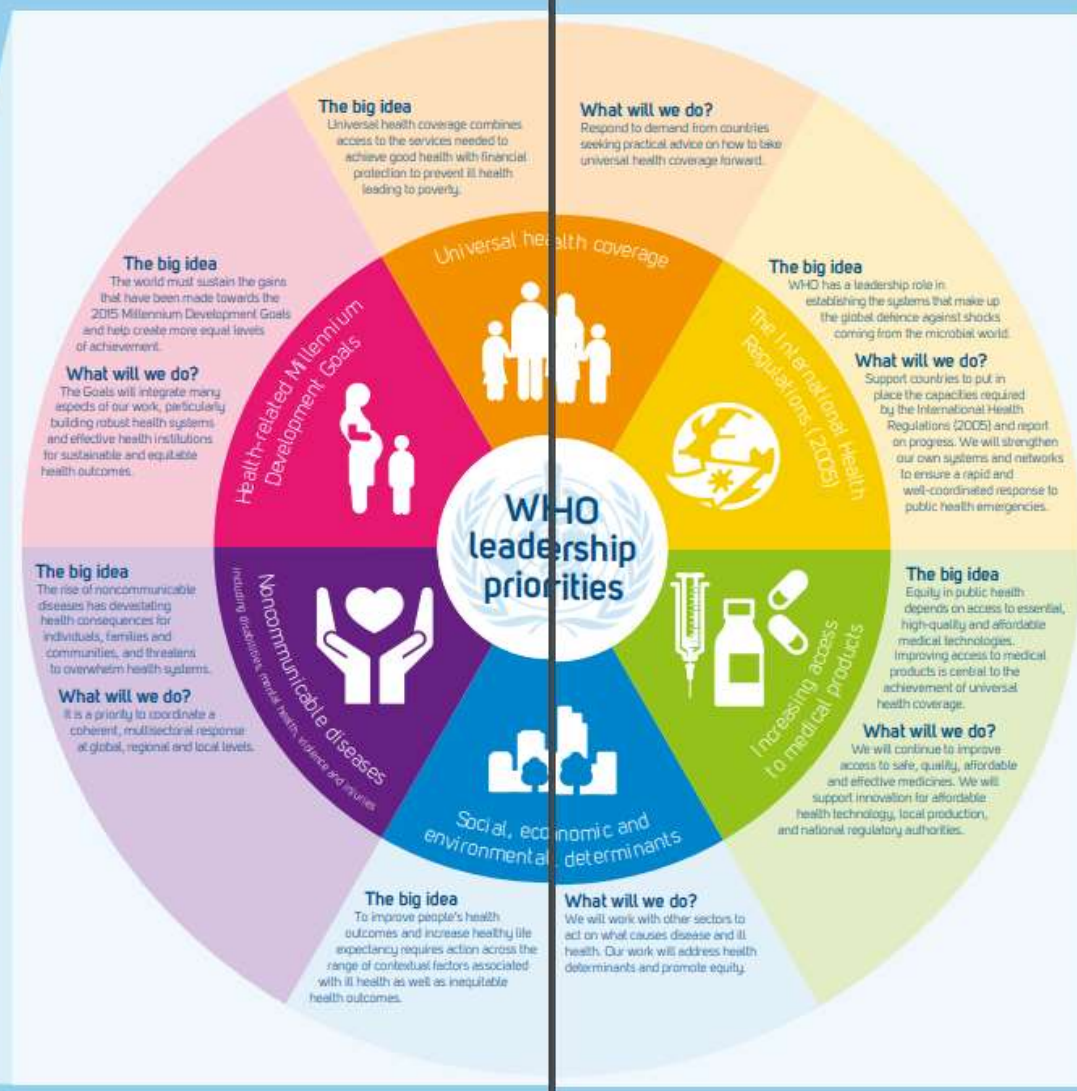 The big idea
Universal health coverage combines
access to the services needed to
achieve good health with financial
protection to prevent ill health
leading to poverty.
What will we do?
Respond to demand from countries
seeking practical advice on how to take
universal health coverage forward.
Universal health coverage
The big idea
WHO has a leadership role in
establishing the systems that make up
the global defence against shocks
coming from the microbial world.
What will we do?
Support countries to put in
place the capacities required
by the International Health
Regulations (2005) and report
on progress. We will strengthen
our own systems and networks
to ensure a rapid and
well-coordinated response to
public health emergencies.
The International Health
Regulations (2005)
The big idea
Equity in public health
depends on access to essential,
high-quality and affordable
medical technologies.
Improving access to medical
products is central to the
achievement of universal
health coverage.
What will we do?
We will continue to improve
access to safe, quality, affordable
and effective medicines. We will
support innovation for affordable
health technology, local production,
and national regulatory authorities.
Increasing access
to medical products
Social, economic and
environmental determinants
The big idea
To improve people's health
outcomes and increase healthy life
expectancy requires action across the
range of contextual factors associated
with ill health as well as inequitable
health outcomes.
What will we do?
We will work with other sectors to
act on what causes disease and ill
health. Our work will address health
determinants and promote equity.
The big idea
The rise of noncommunicable
diseases has devastating
health consequences for
individuals, families and
communities, and threatens
to overwhelm health systems.
What will we do?
It is a priority to coordinate a
coherent, multisectoral response
at global, regional and local levels.
Noncommunicable diseases
including disabilities, mental health, violence and injuries
The big idea
The world must sustain the gains
that have been made towards the
2015 Millennium Development Goals
and help create more equal levels
of achievement.
What will we do?
The Goals will integrate many
aspects of our work, particularly
building robust health systems
and effective health institutions
for sustainable and equitable
health outcomes.
Health-related Millennium
Development Goals
WHO
leadership
priorities